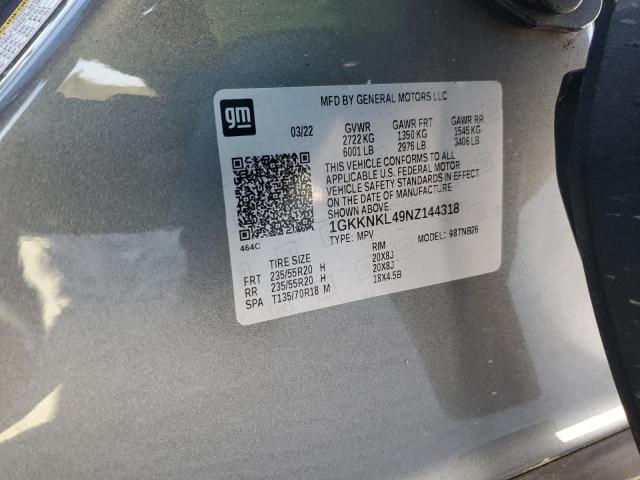 MFD BY GENERAL MOTORS LLC
gm
03/22 GVWR GAWR FRT GAWR RR
2722 KG 1350 KG 1545 KG
6001 LB 2976 LB 3406 LB
THIS VEHICLE CONFORMS TO ALL
APPLICABLE U.S. FEDERAL MOTOR
VEHICLE SAFETY STANDARDS IN EFFECT
ON THE DATE OF MANUFACTURE
SHOWN ABOVE.
1GKKNKL49NZ144318
464C TYPE: MPV MODEL: 98TNB26
TIRE SIZE RIM
FRT 235/55R20 H 20X8J
RR 235/55R20 H 20X8J
SPA T135/70R18 M 18X4.5B